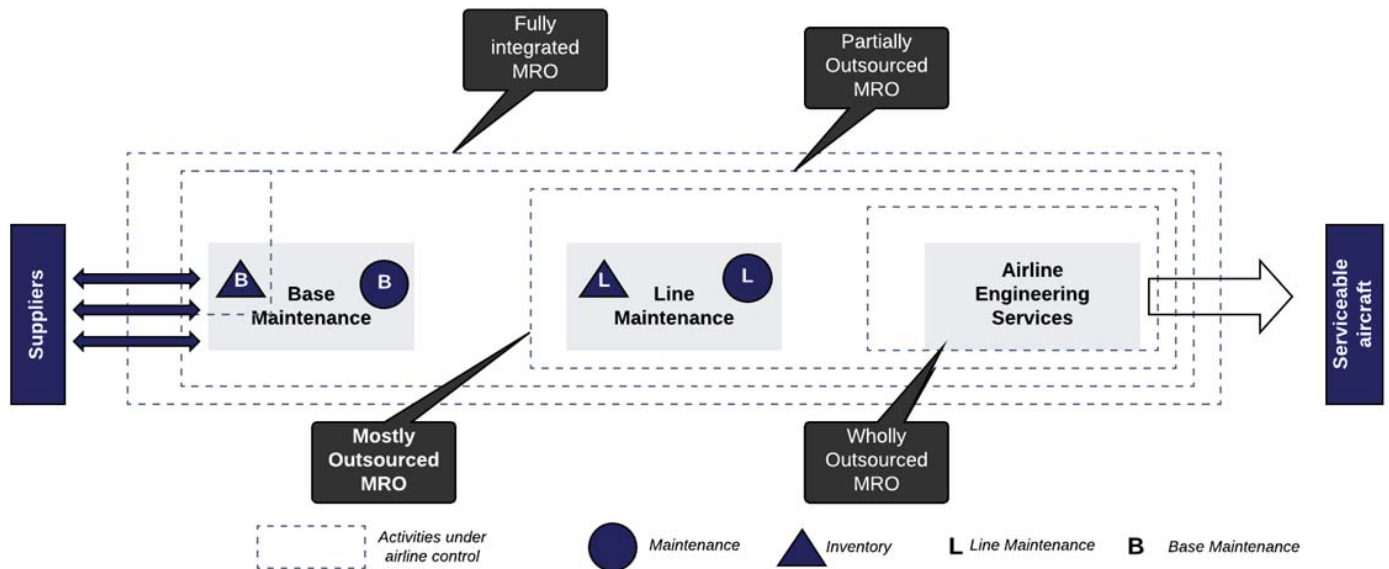 Fully
integrated
MRO
Partially
Outsourced
MRO
Suppliers
B
B
Base
Maintenance
L
L
Line
Maintenance
Airline
Engineering
Services
Serviceable
aircraft
Mostly
Outsourced
MRO
Wholly
Outsourced
MRO
Activities under
airline control
Maintenance
Inventory
L Line Maintenance
B Base Maintenance